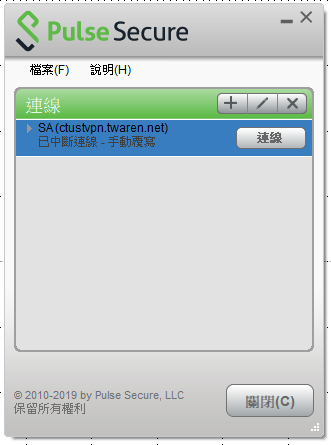 Pulse Secure
檔案(F) 說明(H)
連線
SA (ctustvpn.twaren.net)
已中斷連線 - 手動覆寫
連線
© 2010-2019 by Pulse Secure, LLC
保留所有權利
關閉(C)